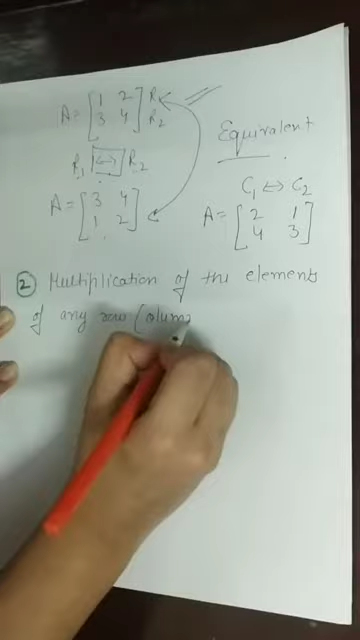 A = [1 2] R1
[3 4] R2
R1 ↔ R2
A = [3 4]
[1 2]
Equivalent
C1 ↔ C2
A = [2 1]
[4 3]
② Multiplication of the elements
of any row (olum